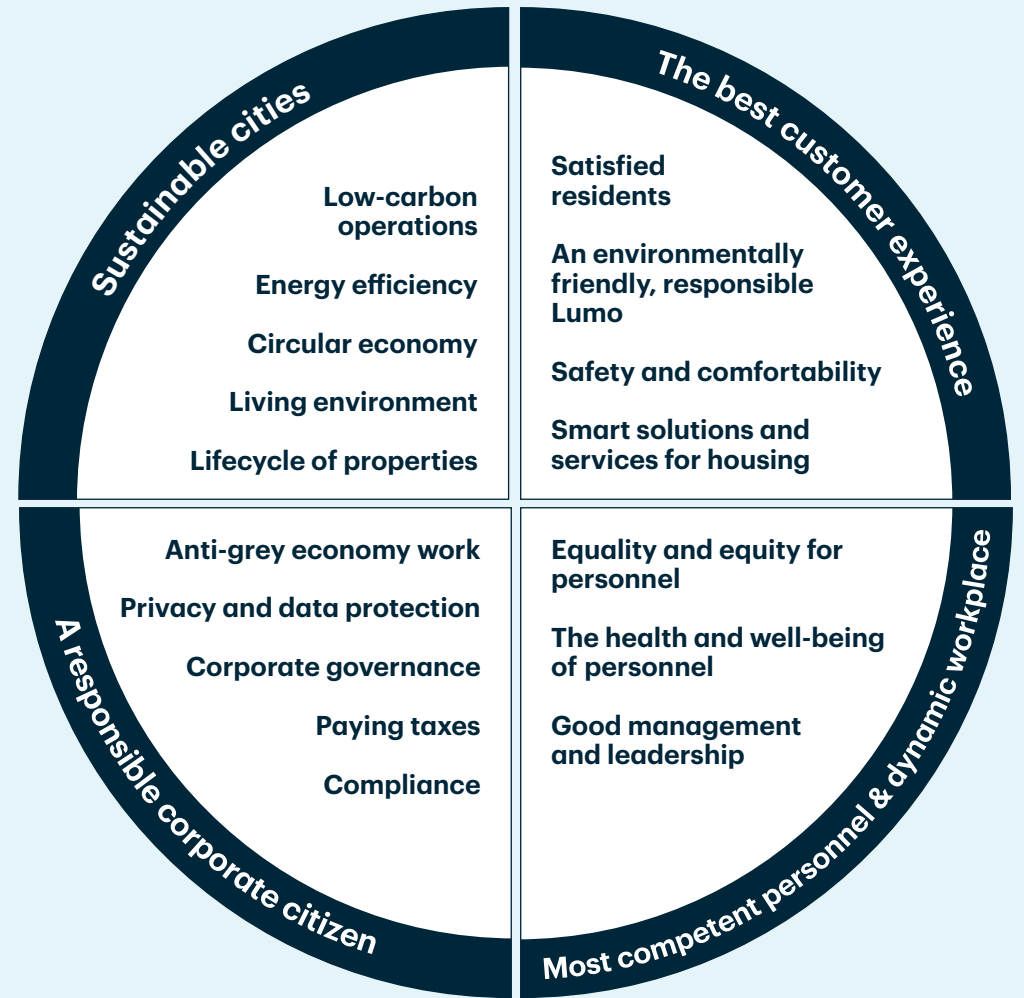 Sustainable cities
Low-carbon
operations
Energy efficiency
Circular economy
Living environment
Lifecycle of properties
The best customer experience
Satisfied
residents
An environmentally
friendly, responsible
Lumo
Safety and comfortability
Smart solutions and
services for housing
A responsible corporate citizen
Anti-grey economy work
Privacy and data protection
Corporate governance
Paying taxes
Compliance
Most competent personnel & dynamic workplace
Equality and equity for
personnel
The health and well-being
of personnel
Good management
and leadership